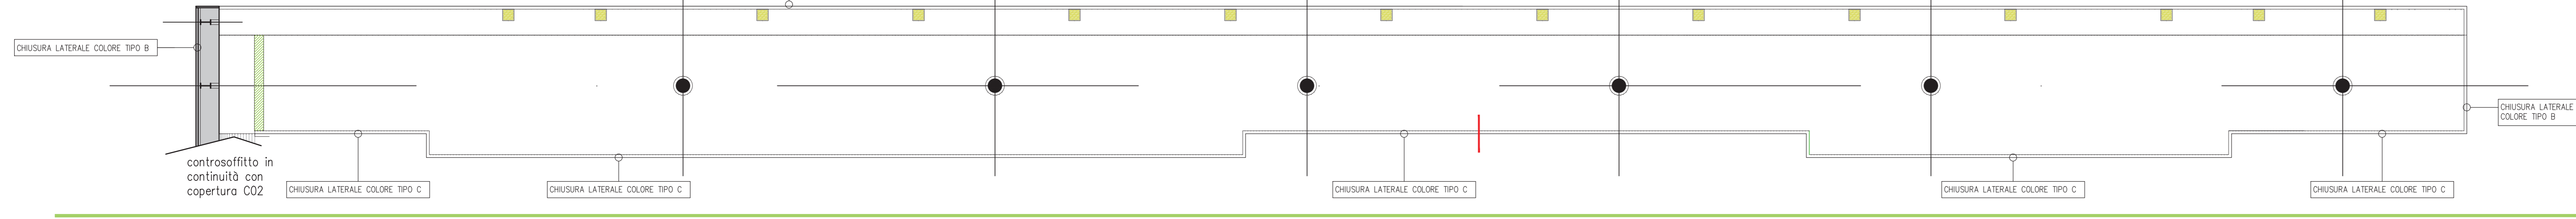 CHIUSURA LATERALE COLORE TIPO B
CHIUSURA LATERALE
COLORE TIPO B
controsoffitto in
continuità con
copertura C02
CHIUSURA LATERALE COLORE TIPO C
CHIUSURA LATERALE COLORE TIPO C
CHIUSURA LATERALE COLORE TIPO C
CHIUSURA LATERALE COLORE TIPO C
CHIUSURA LATERALE COLORE TIPO C